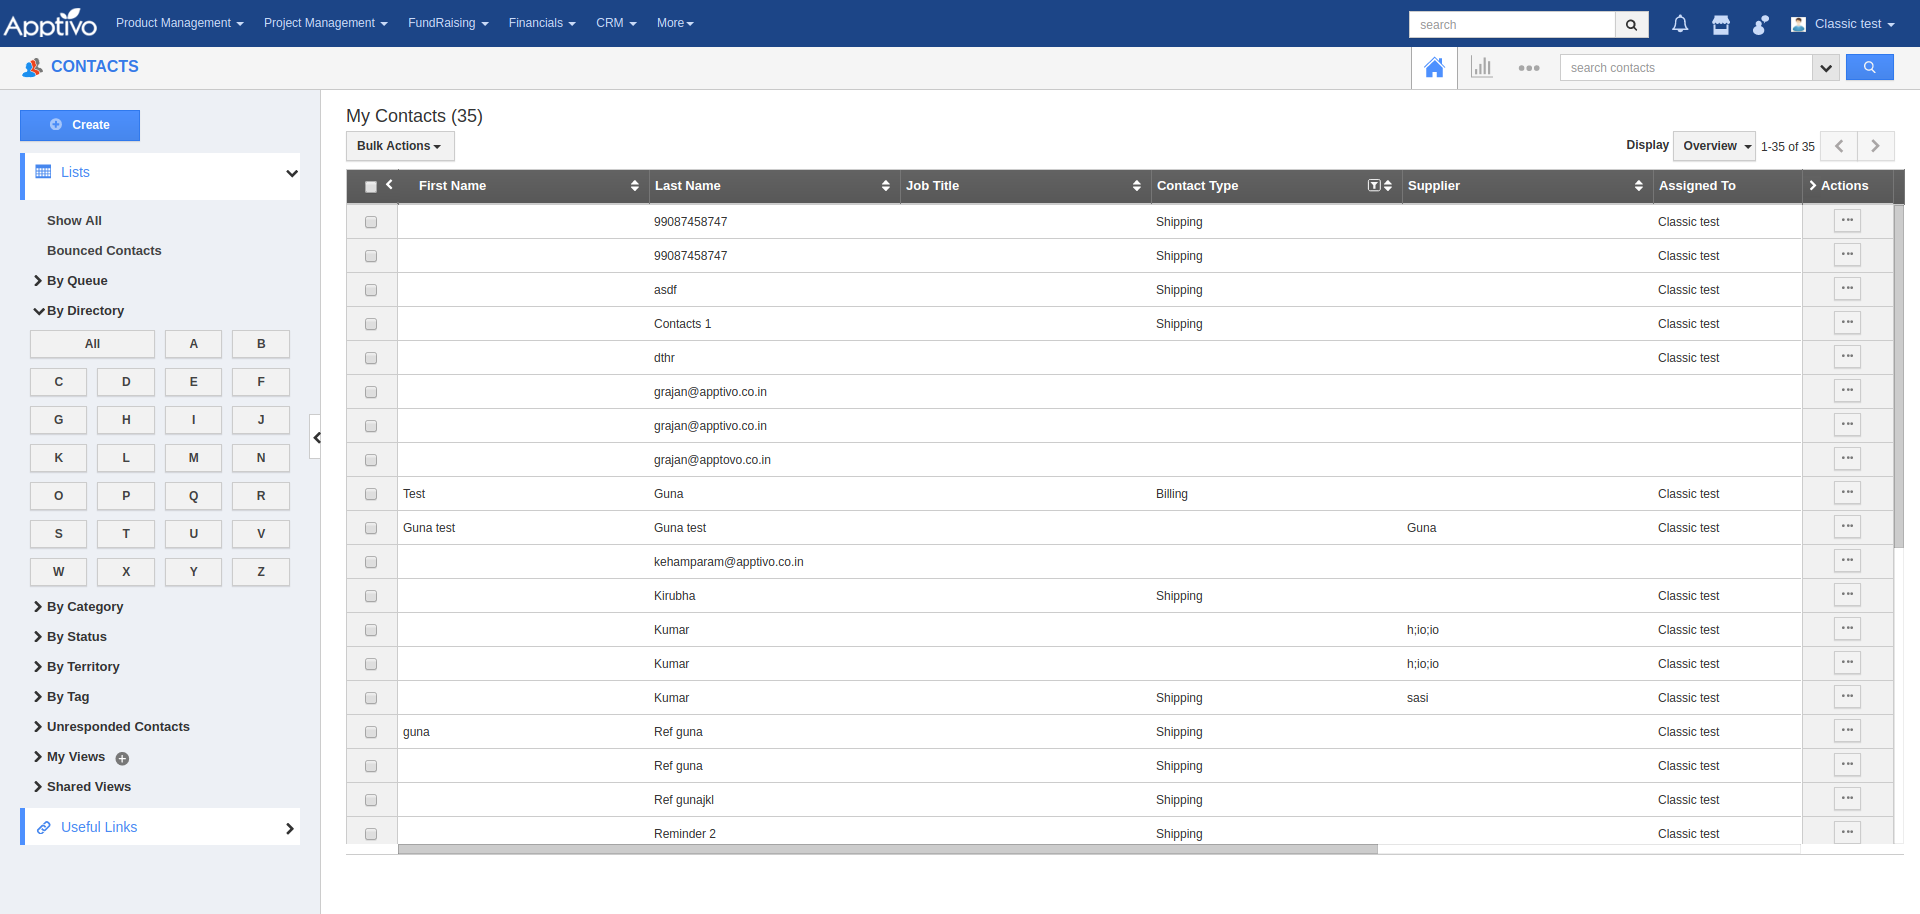 Apptivo Product Management Project Management FundRaising Financials CRM More search Classic test
CONTACTS search contacts
Create
Lists
Show All
Bounced Contacts
By Queue
By Directory
All A B
C D E F
G H I J
K L M N
O P Q R
S T U V
W X Y Z
By Category
By Status
By Territory
By Tag
Unresponded Contacts
My Views
Shared Views
Useful Links
My Contacts (35)
Bulk Actions Display Overview 1-35 of 35
First Name Last Name Job Title Contact Type Supplier Assigned To Actions
99087458747 Shipping Classic test
99087458747 Shipping Classic test
asdf Shipping Classic test
Contacts 1 Shipping Classic test
dthr Classic test
grajan@apptivo.co.in
grajan@apptivo.co.in
grajan@apptovo.co.in
Test Guna Billing Classic test
Guna test Guna test Guna Classic test
kehamparam@apptivo.co.in
Kirubha Shipping Classic test
Kumar h;io;io Classic test
Kumar h;io;io Classic test
Kumar Shipping sasi Classic test
guna Ref guna Shipping Classic test
Ref guna Shipping Classic test
Ref gunajkl Shipping Classic test
Reminder 2 Shipping Classic test